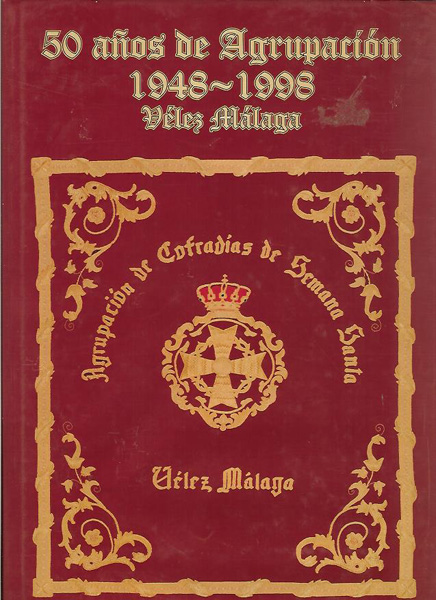 50 años de Agrupación
1948~1998
Vélez Málaga
Agrupación de Cofradías de Semana Santa
Vélez Málaga